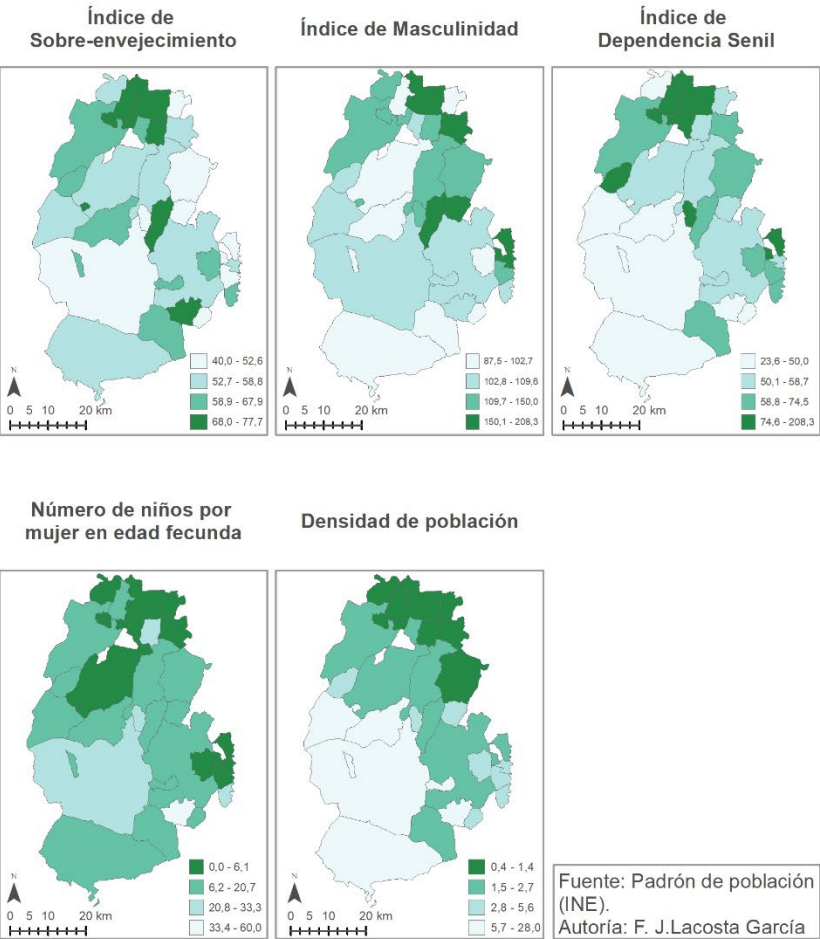 Índice de
Sobre-envejecimiento
Índice de Masculinidad
Índice de
Dependencia Senil
N
0 5 10 20 km
40,0 - 52,6
52,7 - 58,8
58,9 - 67,9
68,0 - 77,7
N
0 5 10 20 km
87,5 - 102,7
102,8 - 109,6
109,7 - 150,0
150,1 - 208,3
N
0 5 10 20 km
23,6 - 50,0
50,1 - 58,7
58,8 - 74,5
74,6 - 208,3
Número de niños por
mujer en edad fecunda
Densidad de población
N
0 5 10 20 km
0,0 - 6,1
6,2 - 20,7
20,8 - 33,3
33,4 - 60,0
N
0 5 10 20 km
0,4 - 1,4
1,5 - 2,7
2,8 - 5,6
5,7 - 28,0
Fuente: Padrón de población
(INE).
Autoría: F. J.Lacosta García